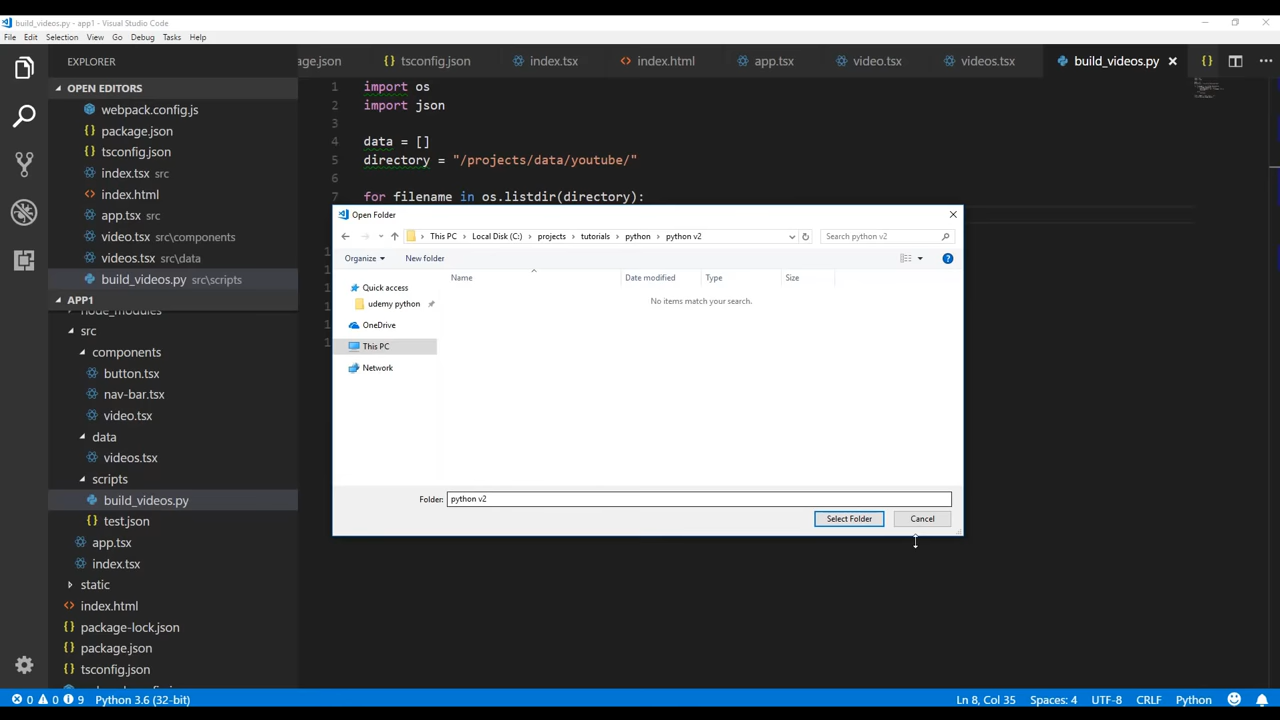 build_videos.py - app1 - Visual Studio Code
File Edit Selection View Go Debug Tasks Help
EXPLORER
age.json {} tsconfig.json index.tsx <> index.html app.tsx video.tsx videos.tsx build_videos.py × {} ...
OPEN EDITORS
webpack.config.js
{} package.json
{} tsconfig.json
index.tsx src
<> index.html
app.tsx src
video.tsx src\components
videos.tsx src\data
build_videos.py src\scripts
APP1
node_modules
src
components
button.tsx
nav-bar.tsx
video.tsx
data
videos.tsx
scripts
build_videos.py
{} test.json
app.tsx
index.tsx
static
<> index.html
{} package-lock.json
{} package.json
{} tsconfig.json
1 import os
2 import json
3
4 data = []
5 directory = "/projects/data/youtube/"
6
7 for filename in os.listdir(directory):
1
1
1
1
1
1
Open Folder
This PC > Local Disk (C:) > projects > tutorials > python > python v2
Search python v2
Organize New folder
Name Date modified Type Size
No items match your search.
Quick access
udemy python
OneDrive
This PC
Network
Folder: python v2
Select Folder Cancel
0 0 9 Python 3.6 (32-bit) Ln 8, Col 35 Spaces: 4 UTF-8 CRLF Python